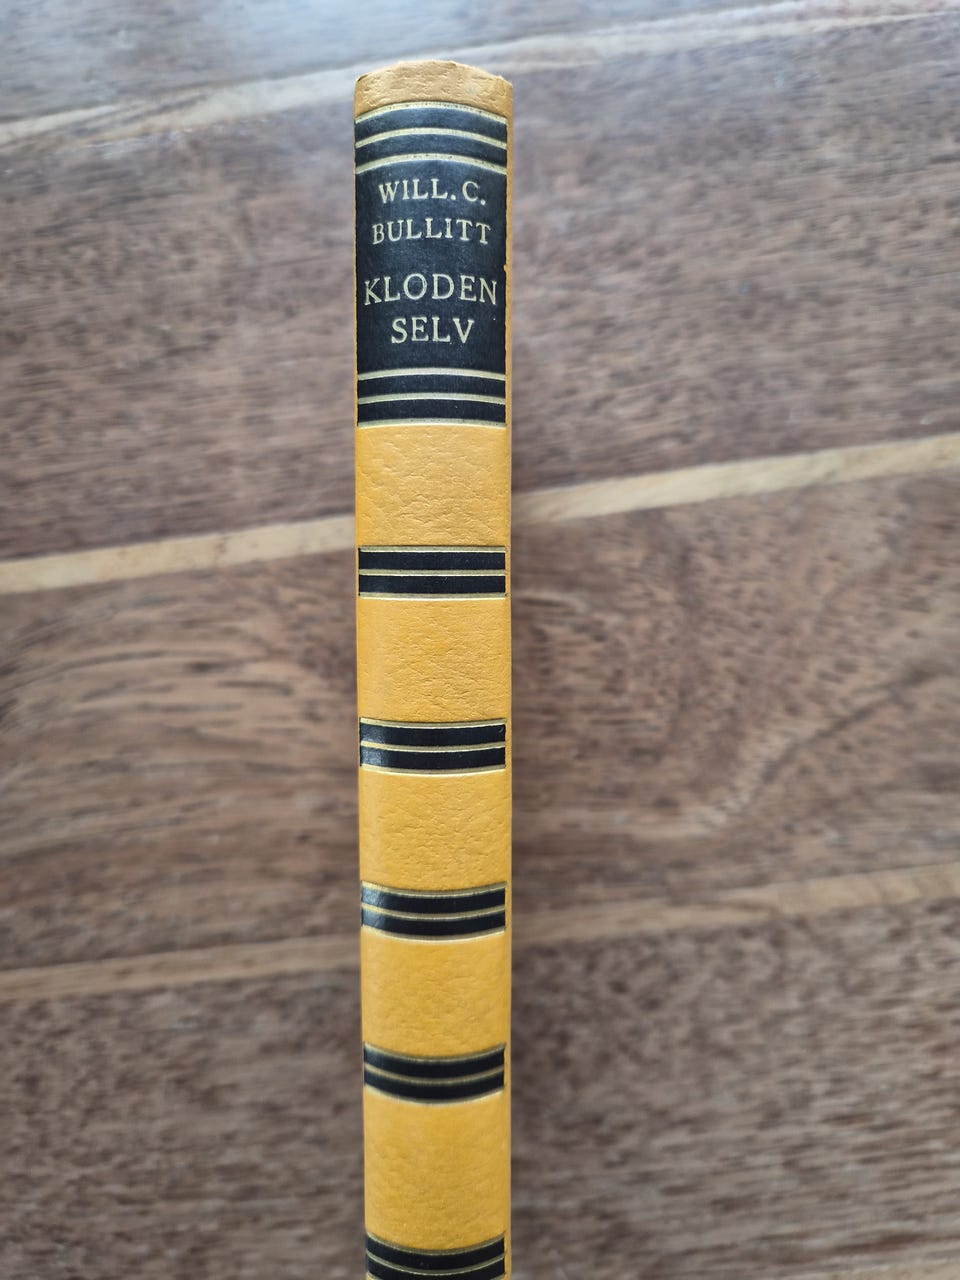 WILL. C.
BULLITT
KLODEN
SELV